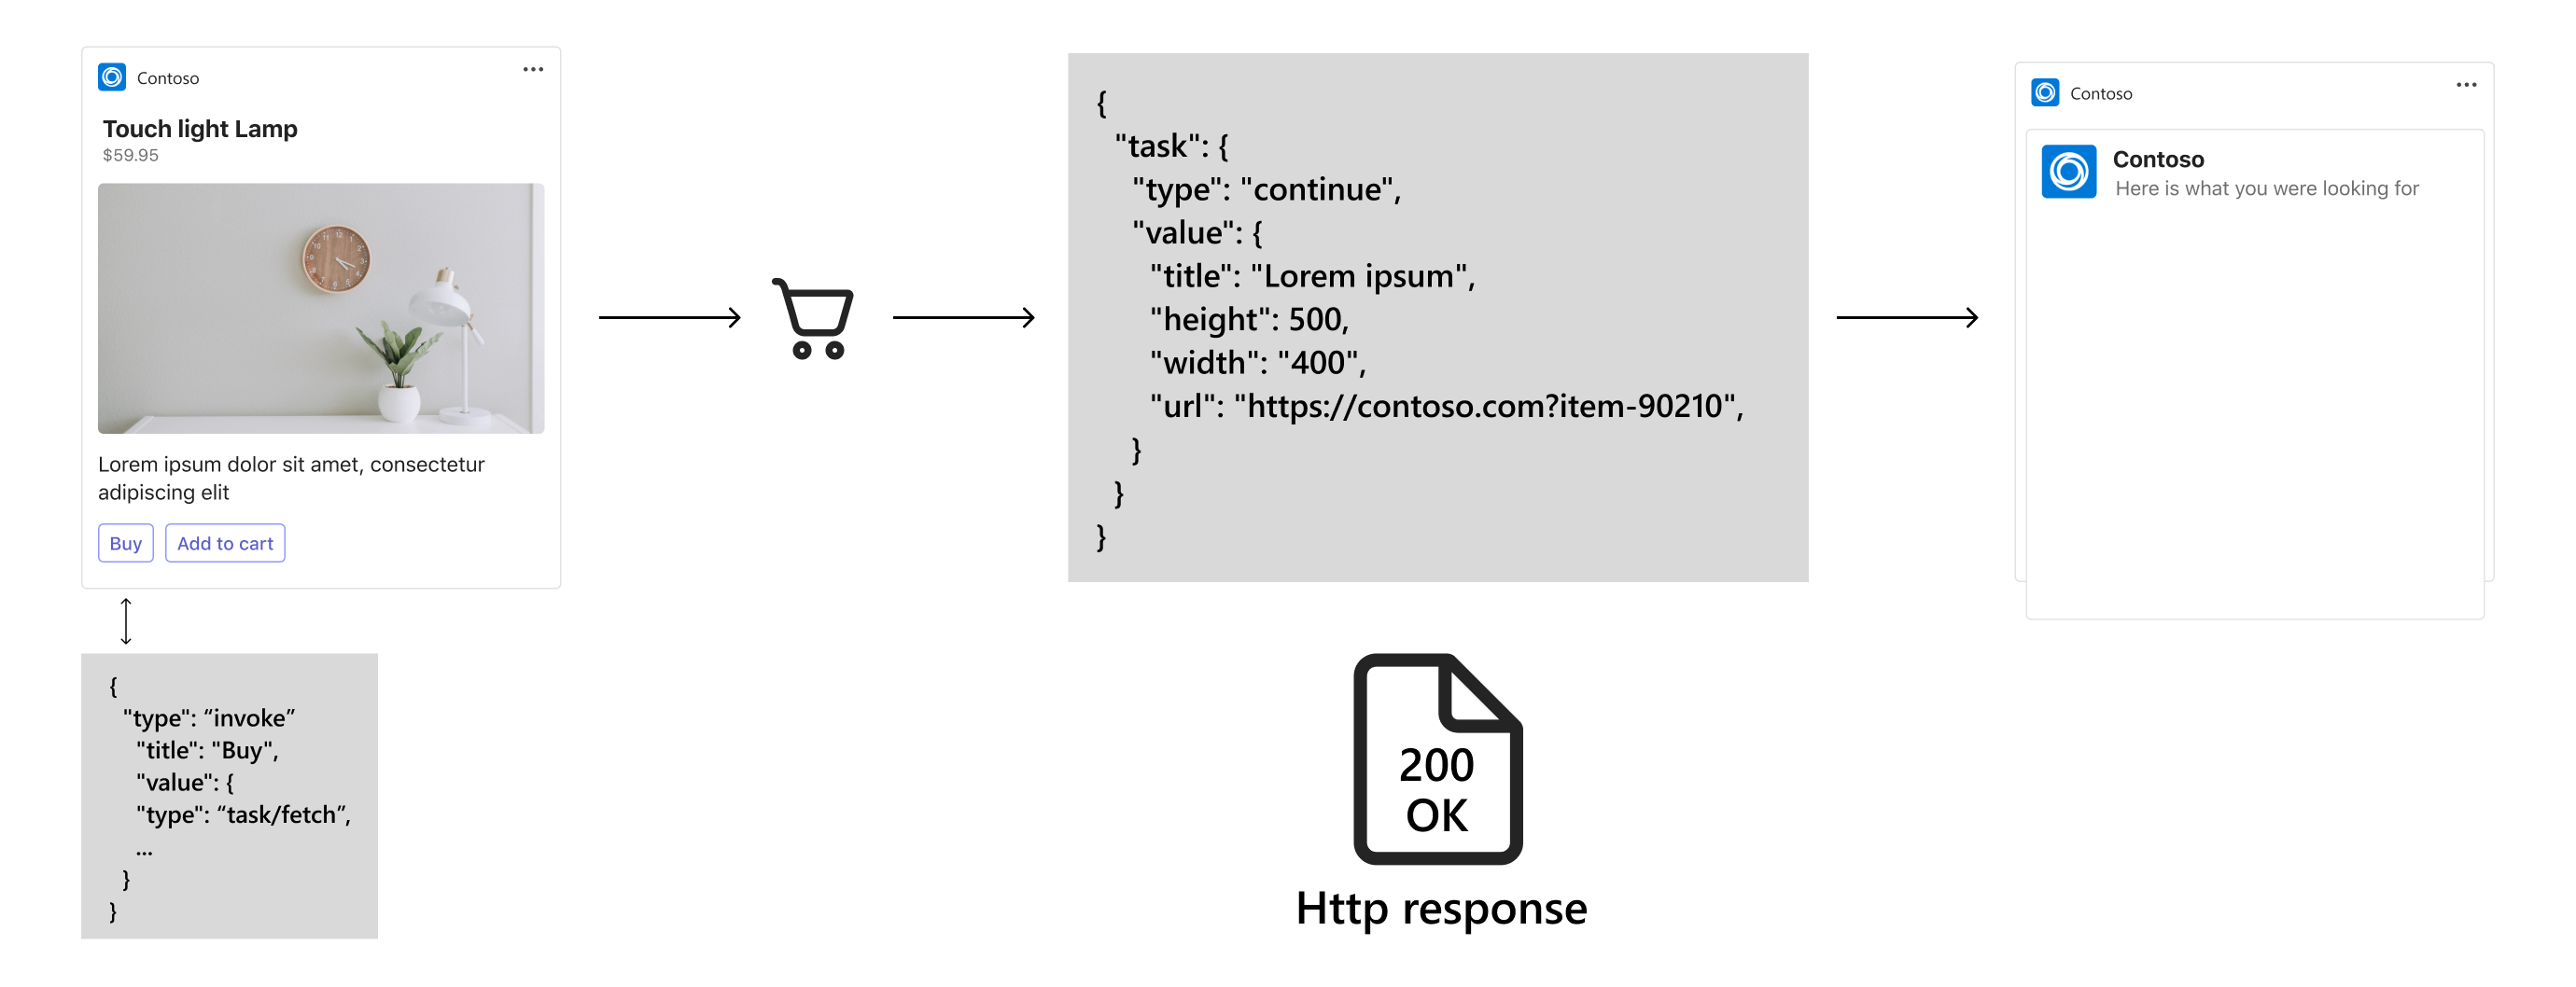 Contoso
Touch light Lamp
$59.95
Lorem ipsum dolor sit amet, consectetur
adipiscing elit
Buy
Add to cart
{
"type": “invoke”
"title": "Buy",
"value": {
"type": “task/fetch”,
...
}
}
{
"task": {
"type": "continue",
"value": {
"title": "Lorem ipsum",
"height": 500,
"width": "400",
"url": "https://contoso.com?item-90210",
}
}
}
200
OK
Http response
Contoso
Contoso
Here is what you were looking for